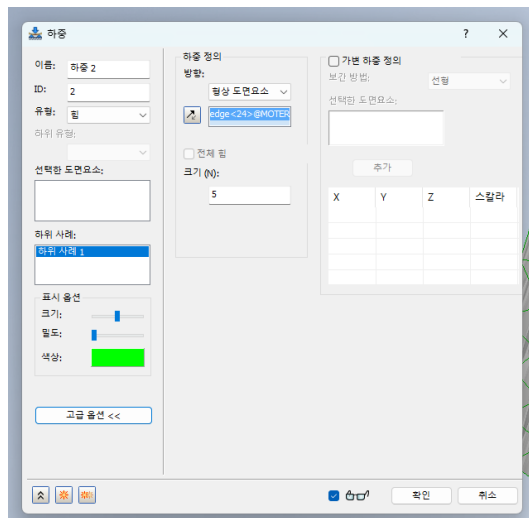 하중
이름: 하중 2
ID: 2
유형: 힘
하위 유형:
선택한 도면요소:
하위 사례:
하위 사례 1
표시 옵션
크기:
밀도:
색상:
고급 옵션 <<
하중 정의
방향:
형상 도면요소
edge<24>@MOTER
전체 힘
크기 (N):
5
가변 하중 정의
보간 방법: 선형
선택한 도면요소:
추가
X Y Z 스칼라
확인 취소